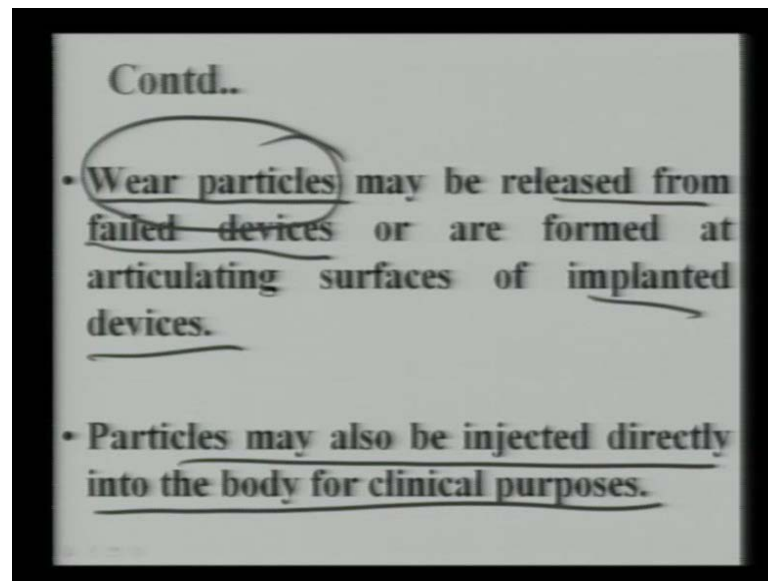 Contd..
• Wear particles may be released from
failed devices or are formed at
articulating surfaces of implanted
devices.
• Particles may also be injected directly
into the body for clinical purposes.